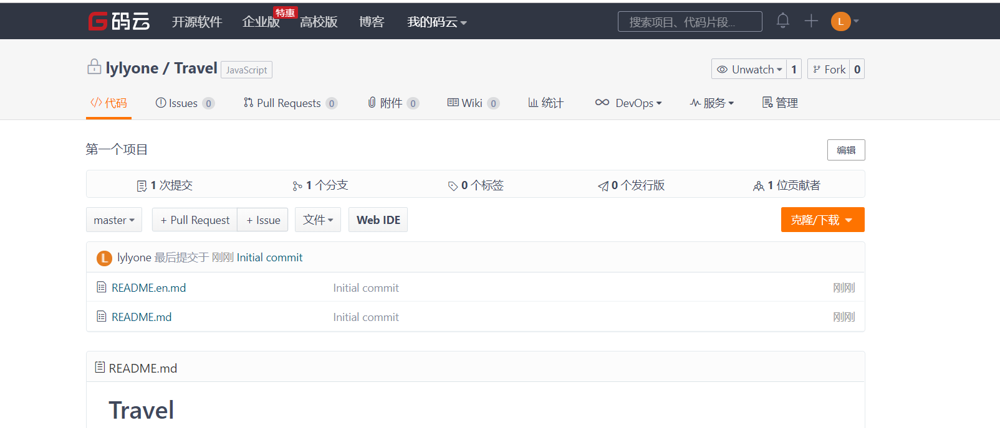 G 码云 开源软件 企业版 特惠 高校版 博客 我的码云 搜索项目、代码片段... L
lylyone / Travel JavaScript Unwatch 1 Fork 0
代码 Issues 0 Pull Requests 0 附件 0 Wiki 0 统计 DevOps 服务 管理
第一个项目 编辑
1 次提交 1 个分支 0 个标签 0 个发行版 1 位贡献者
master + Pull Request + Issue 文件 Web IDE 克隆/下载
L lylyone 最后提交于 刚刚 Initial commit
README.en.md Initial commit 刚刚
README.md Initial commit 刚刚
README.md
Travel